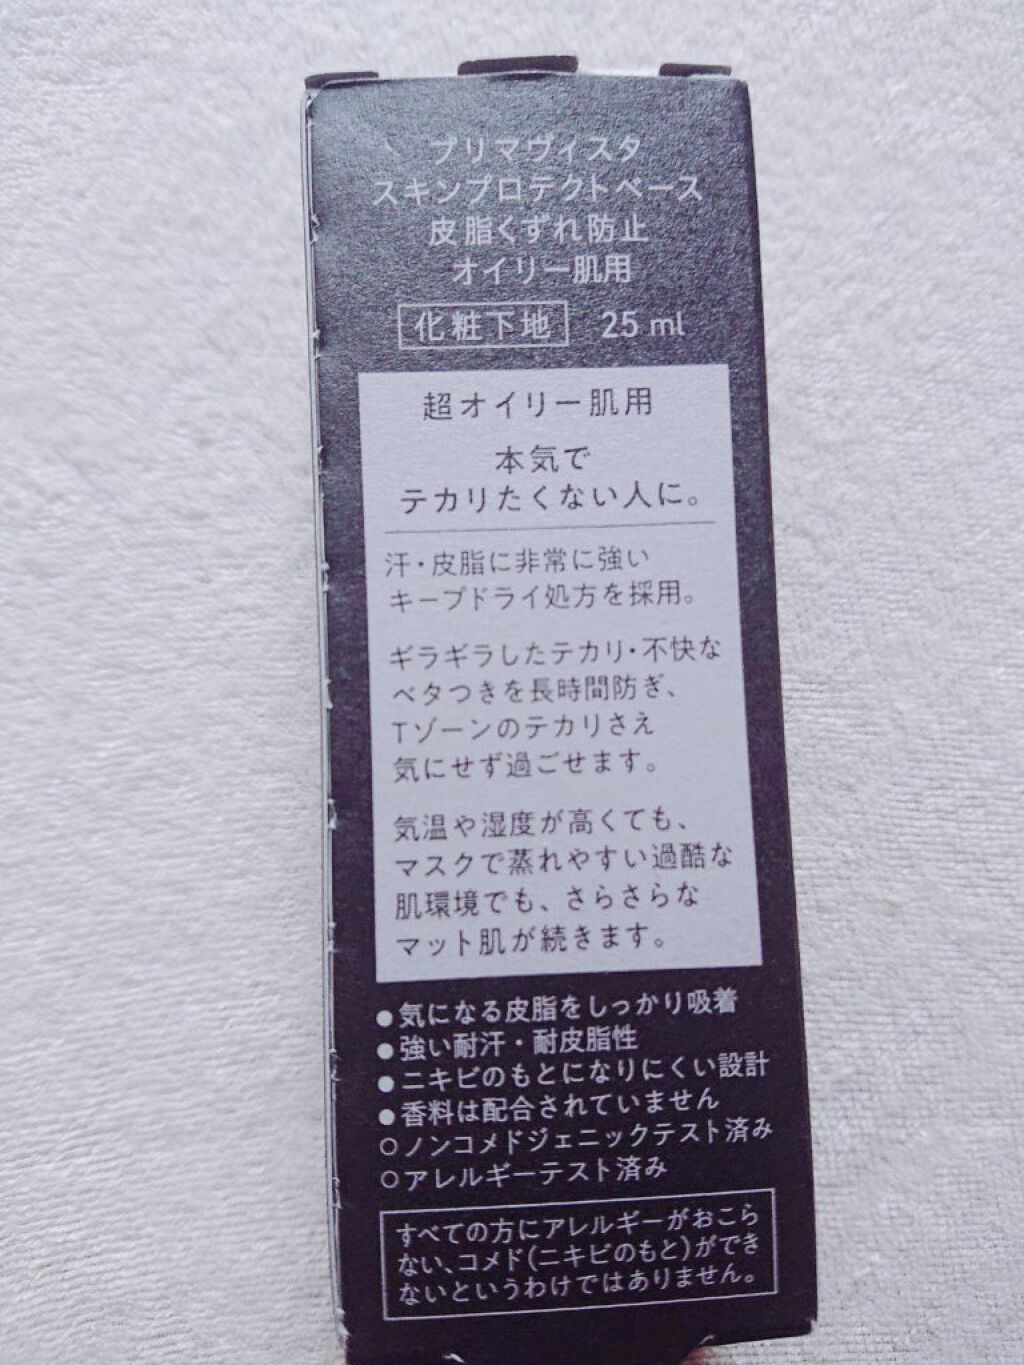 プリマヴィスタ
スキンプロテクトベース
皮脂くずれ防止
オイリー肌用
化粧下地 25 ml
超オイリー肌用
本気で
テカリたくない人に。
汗・皮脂に非常に強い
キープドライ処方を採用。
ギラギラしたテカリ・不快な
ベタつきを長時間防ぎ、
Tゾーンのテカリさえ
気にせず過ごせます。
気温や湿度が高くても、
マスクで蒸れやすい過酷な
肌環境でも、さらさらな
マット肌が続きます。
●気になる皮脂をしっかり吸着
●強い耐汗・耐皮脂性
●ニキビのもとになりにくい設計
●香料は配合されていません
○ノンコメドジェニックテスト済み
○アレルギーテスト済み
すべての方にアレルギーがおこら
ない、コメド(ニキビのもと)ができ
ないというわけではありません。